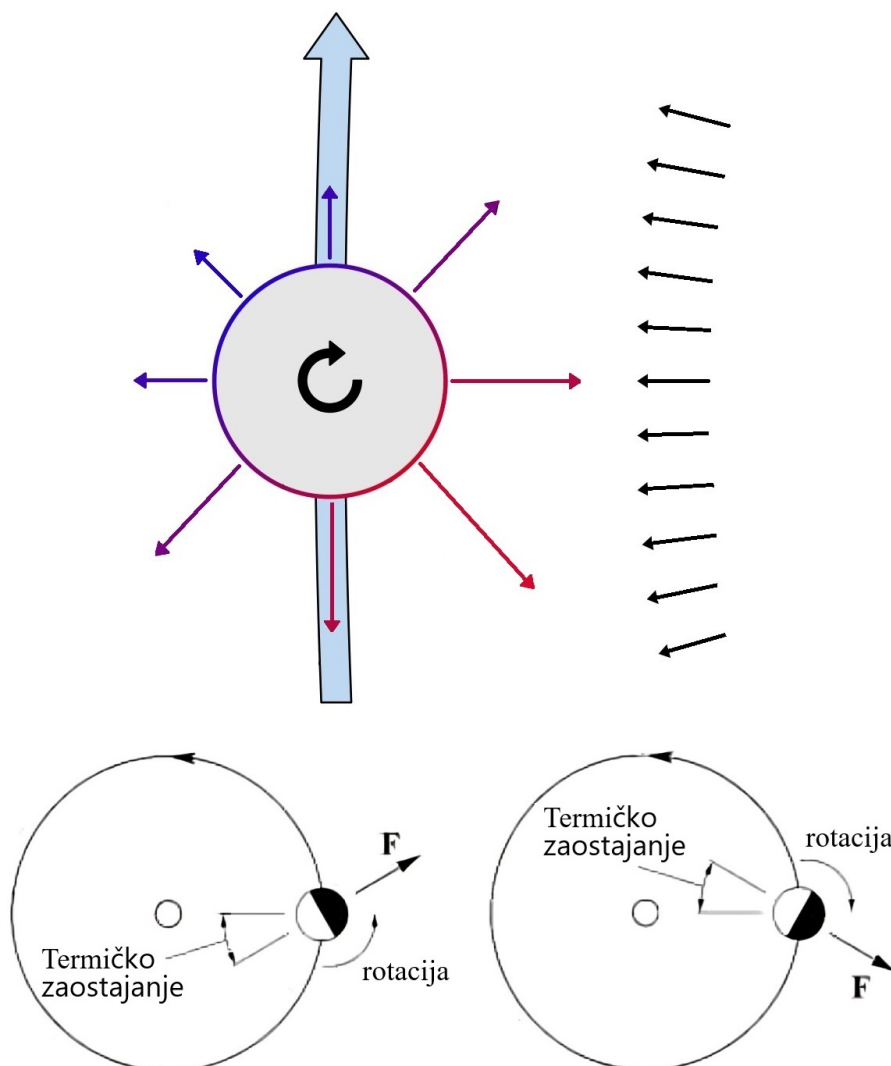 F
Termičko
zaostajanje
rotacija
Termičko
zaostajanje
rotacija
F